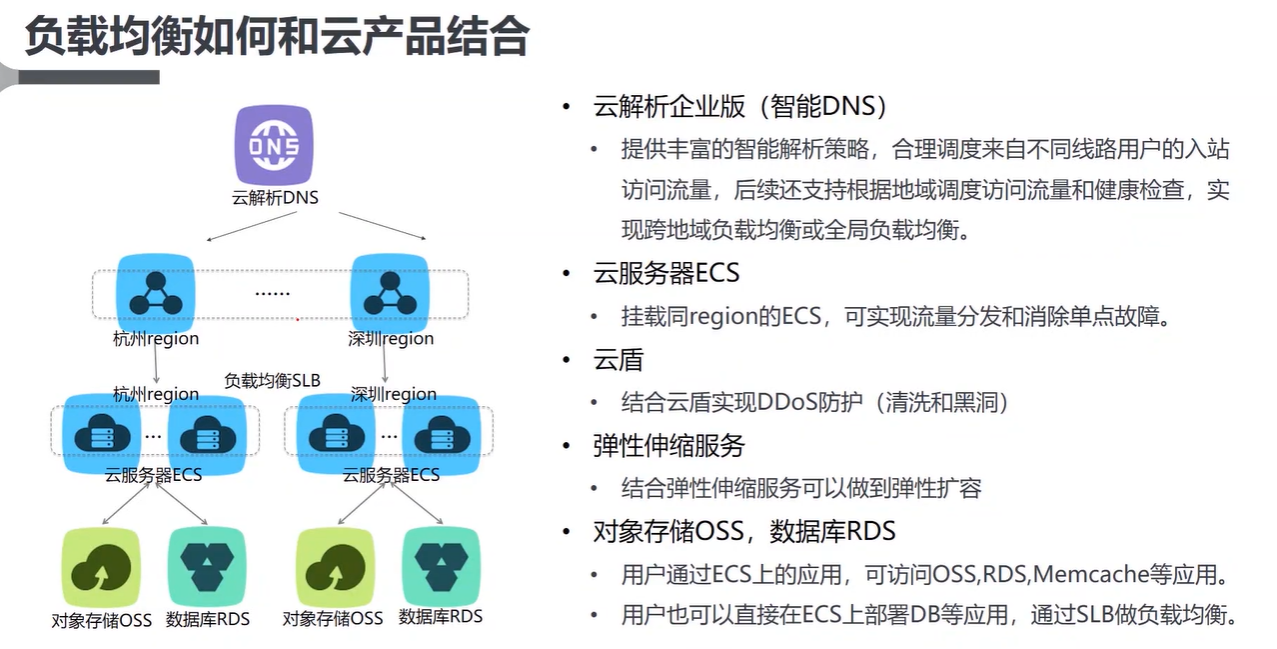 负载均衡如何和云产品结合
DNS
云解析DNS
......
杭州region
深圳region
杭州region
负载均衡SLB
深圳region
...
...
云服务器ECS
云服务器ECS
对象存储OSS
数据库RDS
对象存储OSS
数据库RDS
• 云解析企业版（智能DNS）
• 提供丰富的智能解析策略，合理调度来自不同线路用户的入站
访问流量，后续还支持根据地域调度访问流量和健康检查，实
现跨地域负载均衡或全局负载均衡。
• 云服务器ECS
• 挂载同region的ECS，可实现流量分发和消除单点故障。
• 云盾
• 结合云盾实现DDoS防护（清洗和黑洞）
• 弹性伸缩服务
• 结合弹性伸缩服务可以做到弹性扩容
• 对象存储OSS，数据库RDS
• 用户通过ECS上的应用，可访问OSS,RDS,Memcache等应用。
• 用户也可以直接在ECS上部署DB等应用，通过SLB做负载均衡。